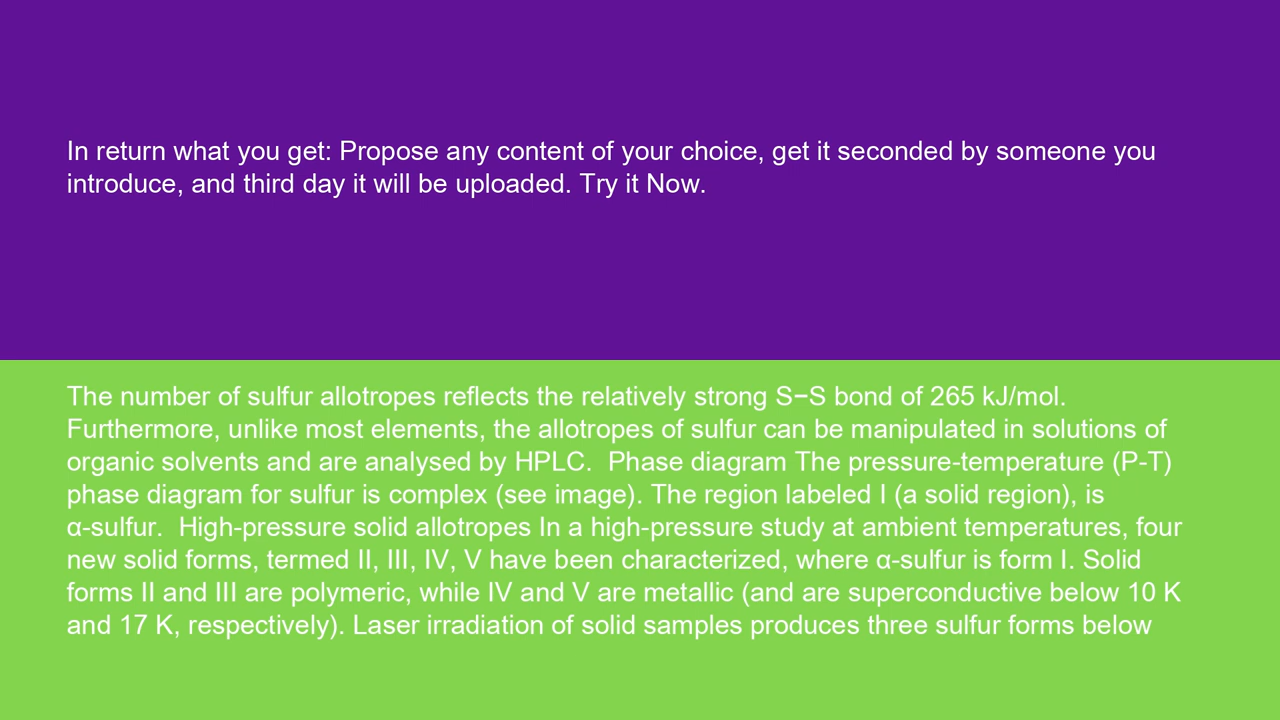 In return what you get: Propose any content of your choice, get it seconded by someone you
introduce, and third day it will be uploaded. Try it Now.
The number of sulfur allotropes reflects the relatively strong S−S bond of 265 kJ/mol.
Furthermore, unlike most elements, the allotropes of sulfur can be manipulated in solutions of
organic solvents and are analysed by HPLC.  Phase diagram The pressure-temperature (P-T)
phase diagram for sulfur is complex (see image). The region labeled I (a solid region), is
α-sulfur.  High-pressure solid allotropes In a high-pressure study at ambient temperatures, four
new solid forms, termed II, III, IV, V have been characterized, where α-sulfur is form I. Solid
forms II and III are polymeric, while IV and V are metallic (and are superconductive below 10 K
and 17 K, respectively). Laser irradiation of solid samples produces three sulfur forms below